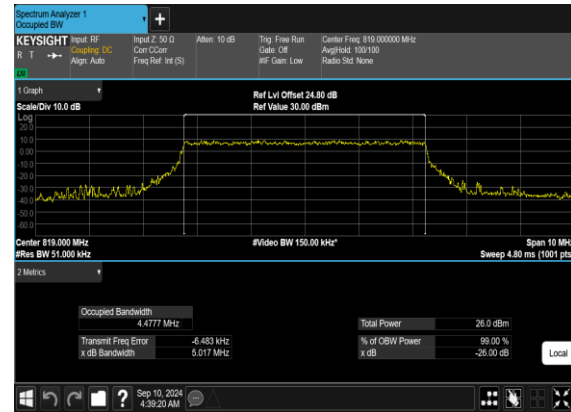 Spectrum Analyzer 1
Occupied BW
+
KEYSIGHT
R T
LM
Input: RF
Coupling: DC
Align: Auto
Input Z: 50 Ω
Corr CCorr
Freq Ref: Int (S)
Atten: 10 dB
Trig: Free Run
Gate: Off
#IF Gain: Low
Center Freq: 819.000000 MHz
Avg|Hold: 100/100
Radio Std: None
1 Graph
Scale/Div 10.0 dB
Ref Lvl Offset 24.80 dB
Ref Value 30.00 dBm
Log
20.0
10.0
0.00
-10.0
-20.0
-30.0
-40.0
-50.0
-60.0
Center 819.000 MHz
#Res BW 51.000 kHz
#Video BW 150.00 kHz*
Span 10 MHz
Sweep 4.80 ms (1001 pts
2 Metrics
Occupied Bandwidth
4.4777 MHz
Total Power 26.0 dBm
Transmit Freq Error -6.483 kHz
% of OBW Power 99.00 %
x dB Bandwidth 5.017 MHz
x dB -26.00 dB
Local
?
Sep 10, 2024
4:39:20 AM